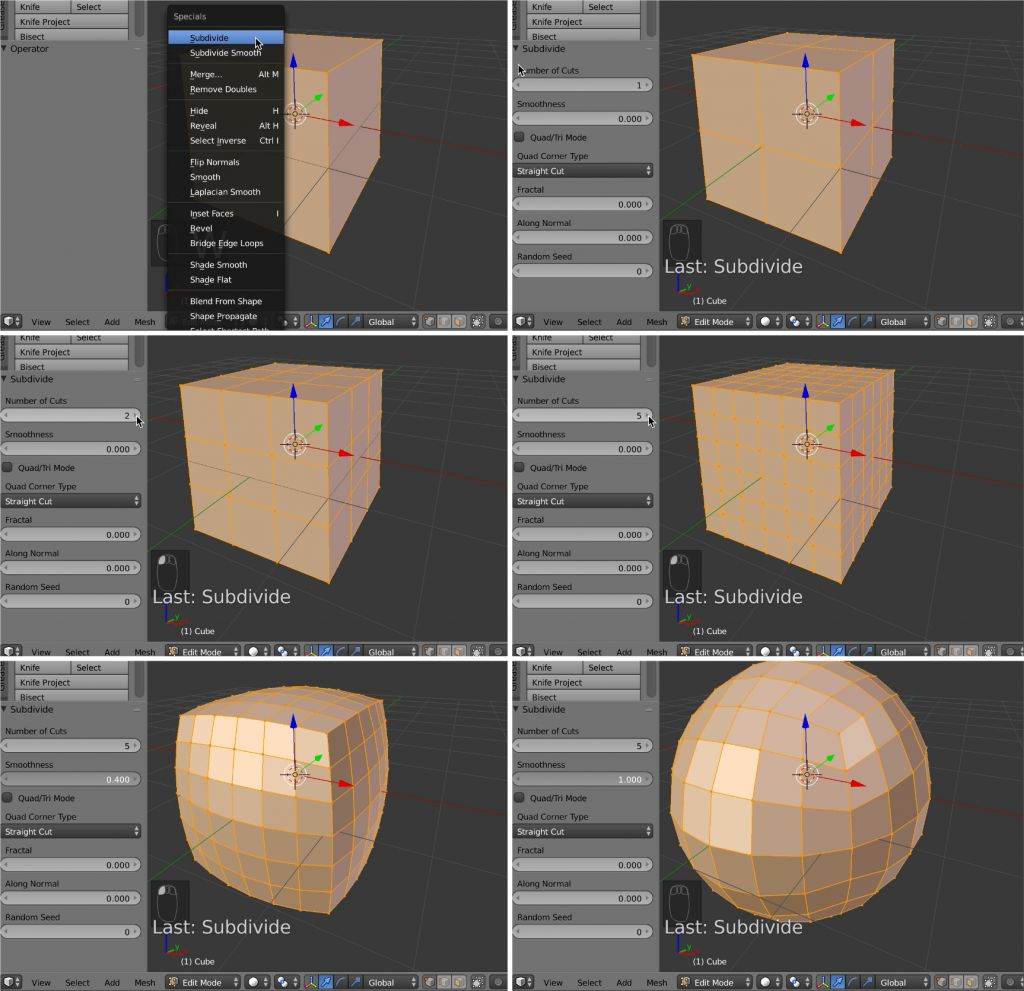 Knife Select
Knife Project
Bisect
Operator
Specials
Subdivide
Subdivide Smooth
Merge... Alt M
Remove Doubles
Hide H
Reveal Alt H
Select Inverse Ctrl I
Flip Normals
Smooth
Laplacian Smooth
Inset Faces I
Bevel
Bridge Edge Loops
Shade Smooth
Shade Flat
Blend From Shape
Shape Propagate
Select Shortest Path
View Select Add Mesh Global
Knife Select
Knife Project
Bisect
Subdivide
Number of Cuts
1
Smoothness
0.000
Quad/Tri Mode
Quad Corner Type
Straight Cut
Fractal
0.000
Along Normal
0.000
Random Seed
0
Last: Subdivide
y
(1) Cube
View Select Add Mesh Edit Mode Global
Knife Select
Knife Project
Bisect
Subdivide
Number of Cuts
2
Smoothness
0.000
Quad/Tri Mode
Quad Corner Type
Straight Cut
Fractal
0.000
Along Normal
0.000
Random Seed
0
Last: Subdivide
y
(1) Cube
View Select Add Mesh Edit Mode Global
Knife Select
Knife Project
Bisect
Subdivide
Number of Cuts
5
Smoothness
0.000
Quad/Tri Mode
Quad Corner Type
Straight Cut
Fractal
0.000
Along Normal
0.000
Random Seed
0
Last: Subdivide
y
(1) Cube
View Select Add Mesh Edit Mode Global
Knife Select
Knife Project
Bisect
Subdivide
Number of Cuts
5
Smoothness
0.400
Quad/Tri Mode
Quad Corner Type
Straight Cut
Fractal
0.000
Along Normal
0.000
Random Seed
0
Last: Subdivide
y
(1) Cube
View Select Add Mesh Edit Mode Global
Knife Select
Knife Project
Bisect
Subdivide
Number of Cuts
5
Smoothness
1.000
Quad/Tri Mode
Quad Corner Type
Straight Cut
Fractal
0.000
Along Normal
0.000
Random Seed
0
Last: Subdivide
y
(1) Cube
View Select Add Mesh Edit Mode Global